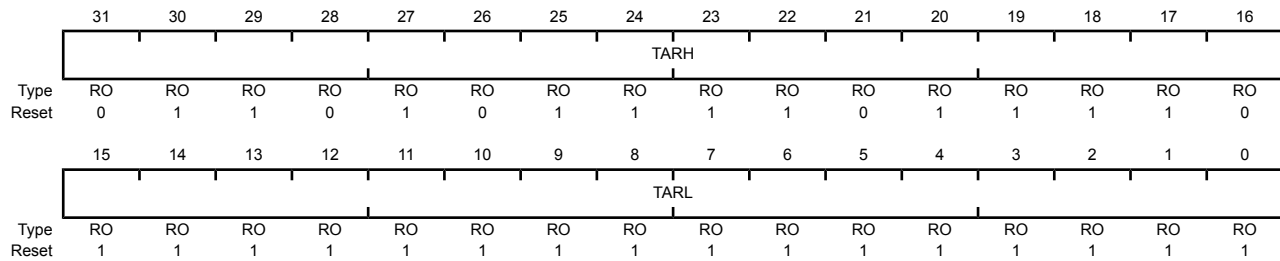 31 30 29 28 27 26 25 24 23 22 21 20 19 18 17 16
TARH
Type RO RO RO RO RO RO RO RO RO RO RO RO RO RO RO RO
Reset 0 1 1 0 1 0 1 1 1 1 0 1 1 1 1 0
15 14 13 12 11 10 9 8 7 6 5 4 3 2 1 0
TARL
Type RO RO RO RO RO RO RO RO RO RO RO RO RO RO RO RO
Reset 1 1 1 1 1 1 1 1 1 1 1 1 1 1 1 1